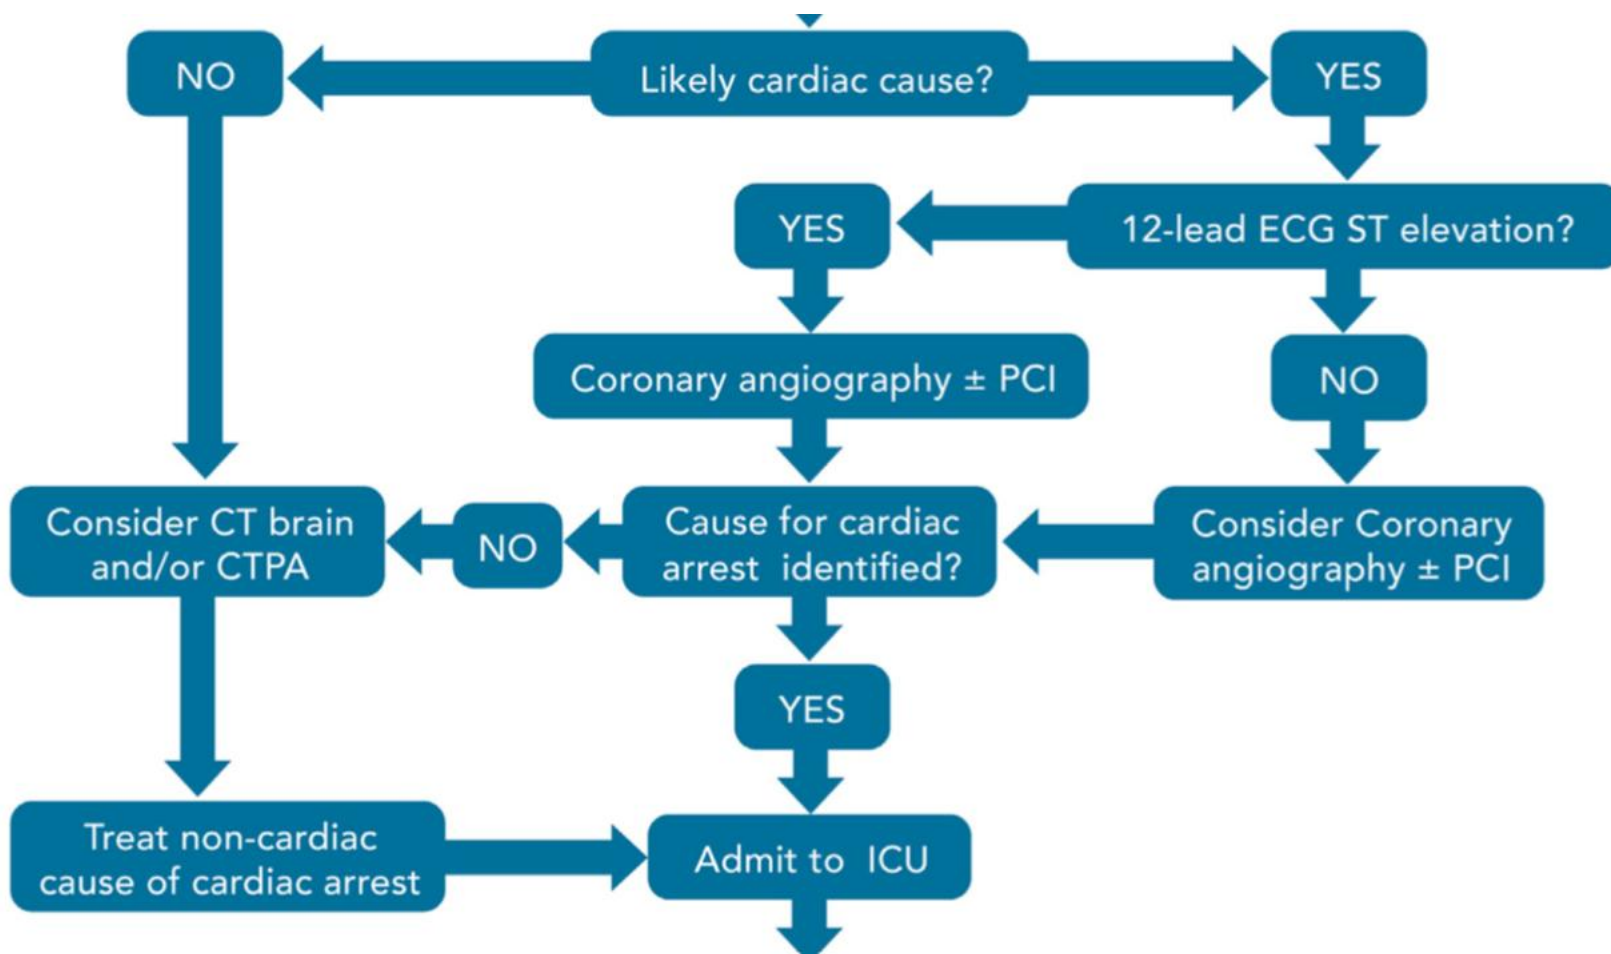 NO
Likely cardiac cause?
YES
YES
12-lead ECG ST elevation?
Coronary angiography ± PCI
NO
Consider CT brain
and/or CTPA
NO
Cause for cardiac
arrest identified?
Consider Coronary
angiography ± PCI
YES
Treat non-cardiac
cause of cardiac arrest
Admit to ICU